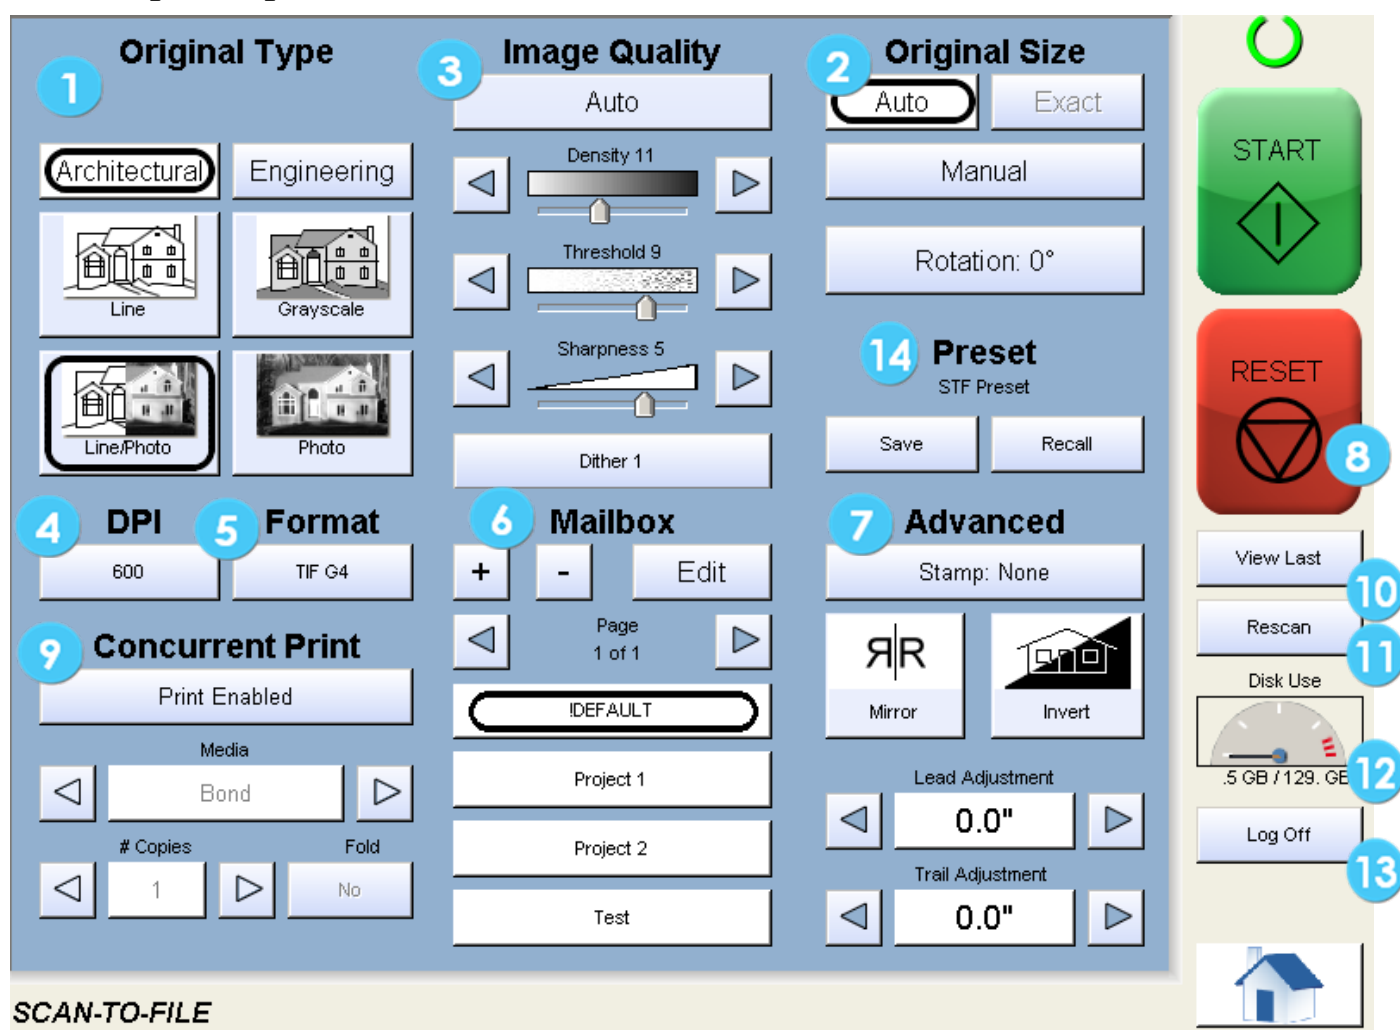 1
Original Type
Architectural
Engineering
Line
Grayscale
Line/Photo
Photo
3
Image Quality
Auto
Density 11
Threshold 9
Sharpness 5
Dither 1
2
Original Size
Auto
Exact
Manual
Rotation: 0°
14
Preset
STF Preset
Save
Recall
4
DPI
600
5
Format
TIF G4
6
Mailbox
+
-
Edit
Page
1 of 1
!DEFAULT
Project 1
Project 2
Test
7
Advanced
Stamp: None
R|R
Mirror
Invert
Lead Adjustment
0.0"
Trail Adjustment
0.0"
9
Concurrent Print
Print Enabled
Media
Bond
# Copies
Fold
1
No
START
RESET
8
View Last
10
Rescan
11
Disk Use
.5 GB / 129. GB
12
Log Off
13
SCAN-TO-FILE